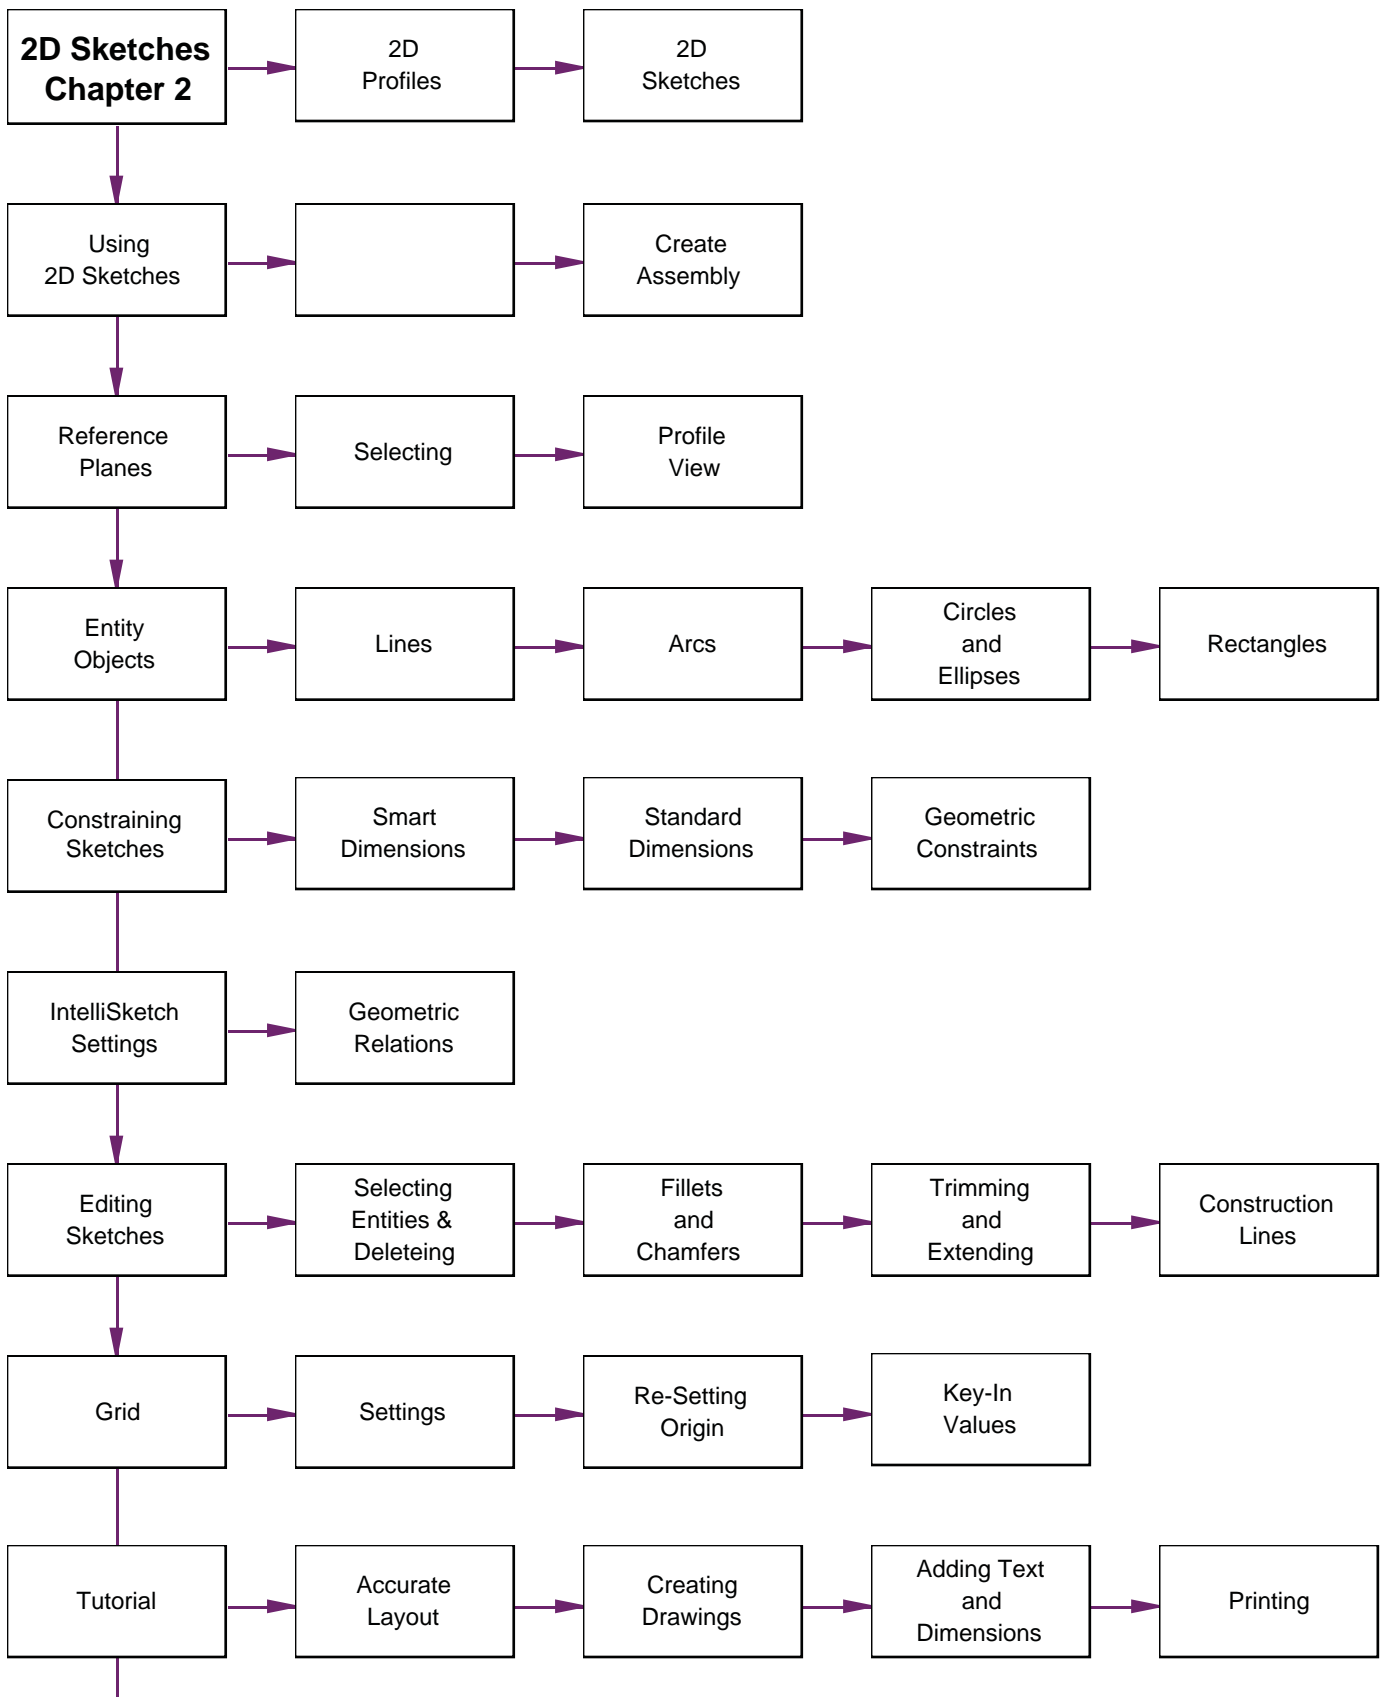 2D Sketches
Chapter 2
2D
Profiles
2D
Sketches
Using
2D Sketches
Create
Assembly
Reference
Planes
Selecting
Profile
View
Entity
Objects
Lines
Arcs
Circles
and
Ellipses
Rectangles
Constraining
Sketches
Smart
Dimensions
Standard
Dimensions
Geometric
Constraints
IntelliSketch
Settings
Geometric
Relations
Editing
Sketches
Selecting
Entities &
Deleteing
Fillets
and
Chamfers
Trimming
and
Extending
Construction
Lines
Grid
Settings
Re-Setting
Origin
Key-In
Values
Tutorial
Accurate
Layout
Creating
Drawings
Adding Text
and
Dimensions
Printing